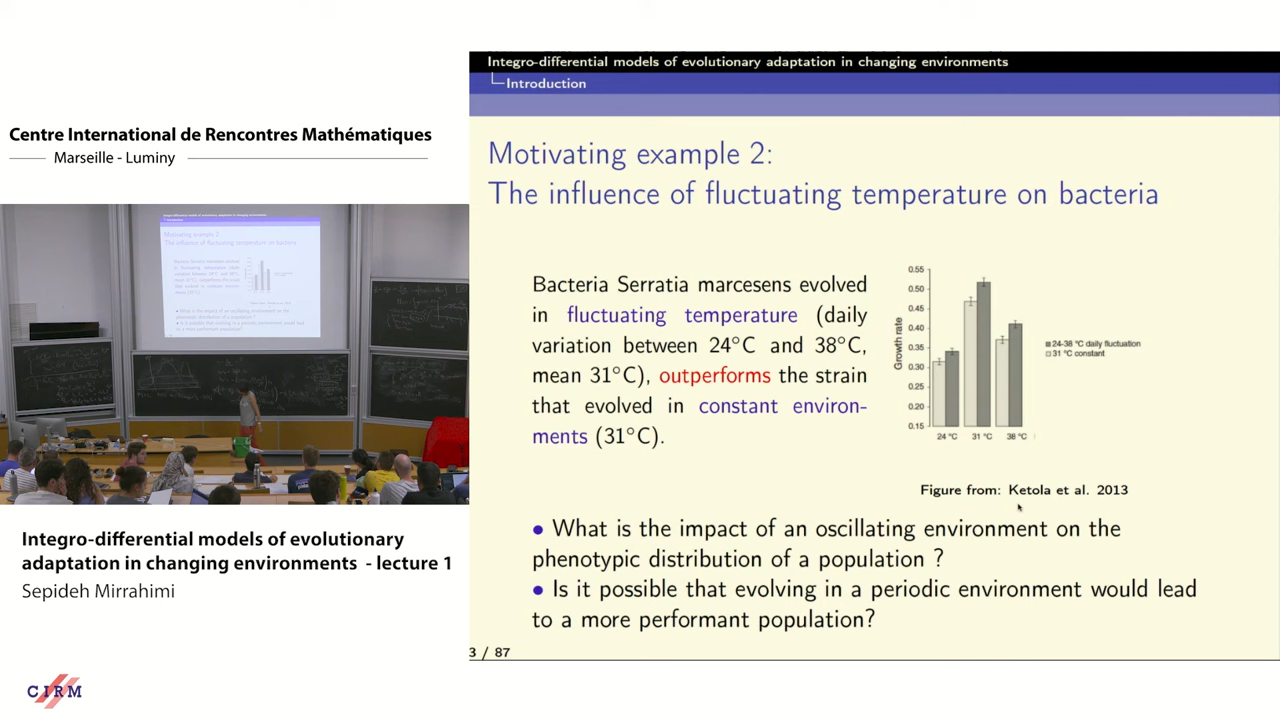 Centre International de Rencontres Mathématiques
Marseille - Luminy
Integro-differential models of evolutionary
adaptation in changing environments - lecture 1
Sepideh Mirrahimi
CIRM
Integro-differential models of evolutionary adaptation in changing environments
Introduction
Motivating example 2:
The influence of fluctuating temperature on bacteria
Bacteria Serratia marcesens evolved
in fluctuating temperature (daily
variation between 24°C and 38°C,
mean 31°C), outperforms the strain
that evolved in constant environ-
ments (31°C).
Growth rate
0.55
0.50
0.45
0.40
0.35
0.30
0.25
0.20
0.15
24 °C 31 °C 38 °C
24-38 °C daily fluctuation
31 °C constant
Figure from: Ketola et al. 2013
• What is the impact of an oscillating environment on the
phenotypic distribution of a population ?
• Is it possible that evolving in a periodic environment would lead
to a more performant population?
3 / 87